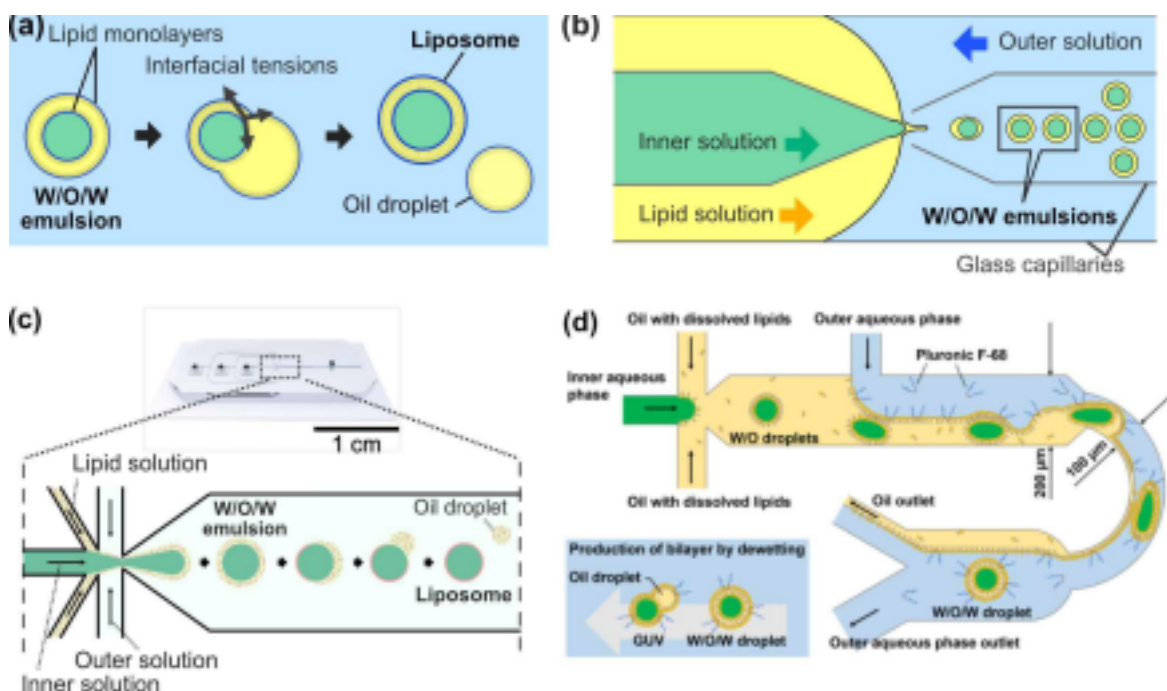 (a)
Lipid monolayers
Interfacial tensions
Liposome
W/O/W
emulsion
Oil droplet
(b)
Outer solution
Inner solution
Lipid solution
W/O/W emulsions
Glass capillaries
(c)
1 cm
Lipid solution
W/O/W
emulsion
Oil droplet
Liposome
Outer solution
Inner solution
(d)
Oil with dissolved lipids
Outer aqueous phase
Pluronic F-68
Inner aqueous
phase
W/O droplets
200 μm
100 μm
Oil with dissolved lipids
Oil outlet
Production of bilayer by dewetting
Oil droplet
GUV
W/O/W droplet
W/O/W droplet
Outer aqueous phase outlet